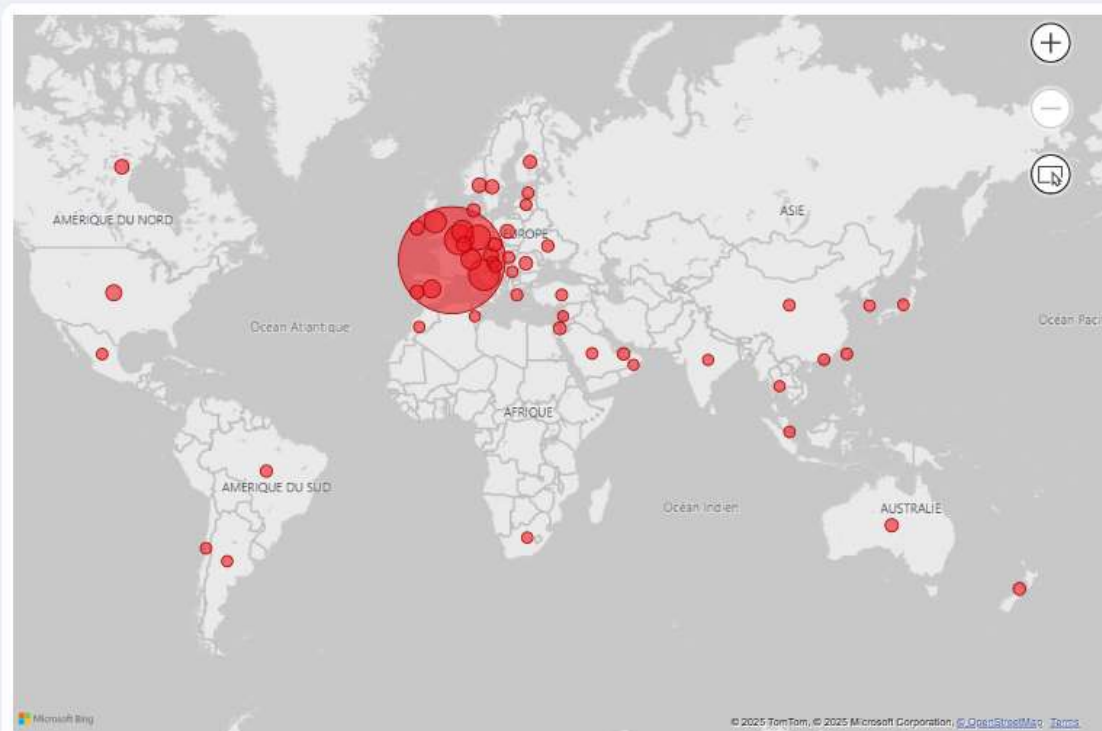 AMÉRIQUE DU NORD
ASIE
EUROPE
Océan Atlantique
Océan Paci
AFRIQUE
AMÉRIQUE DU SUD
Océan Indien
AUSTRALIE
Microsoft Bing
© 2025 TomTom, © 2025 Microsoft Corporation, © OpenStreetMap Terms